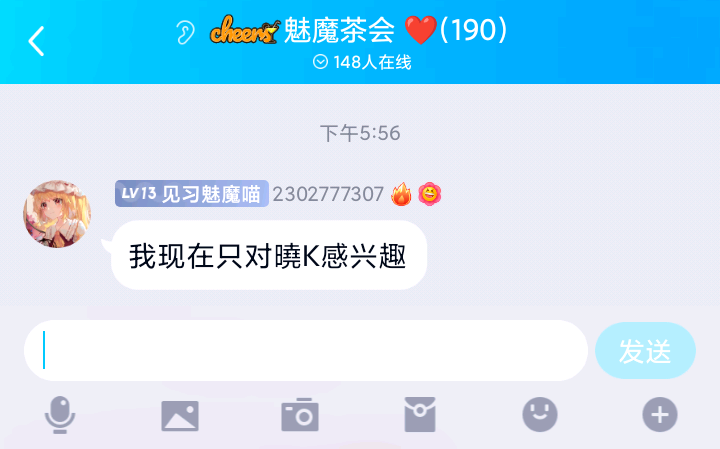 cheers 魅魔茶会 ❤️(190)
148人在线
下午5:56
LV13 见习魅魔喵 2302777307
我现在只对曉K感兴趣
发送